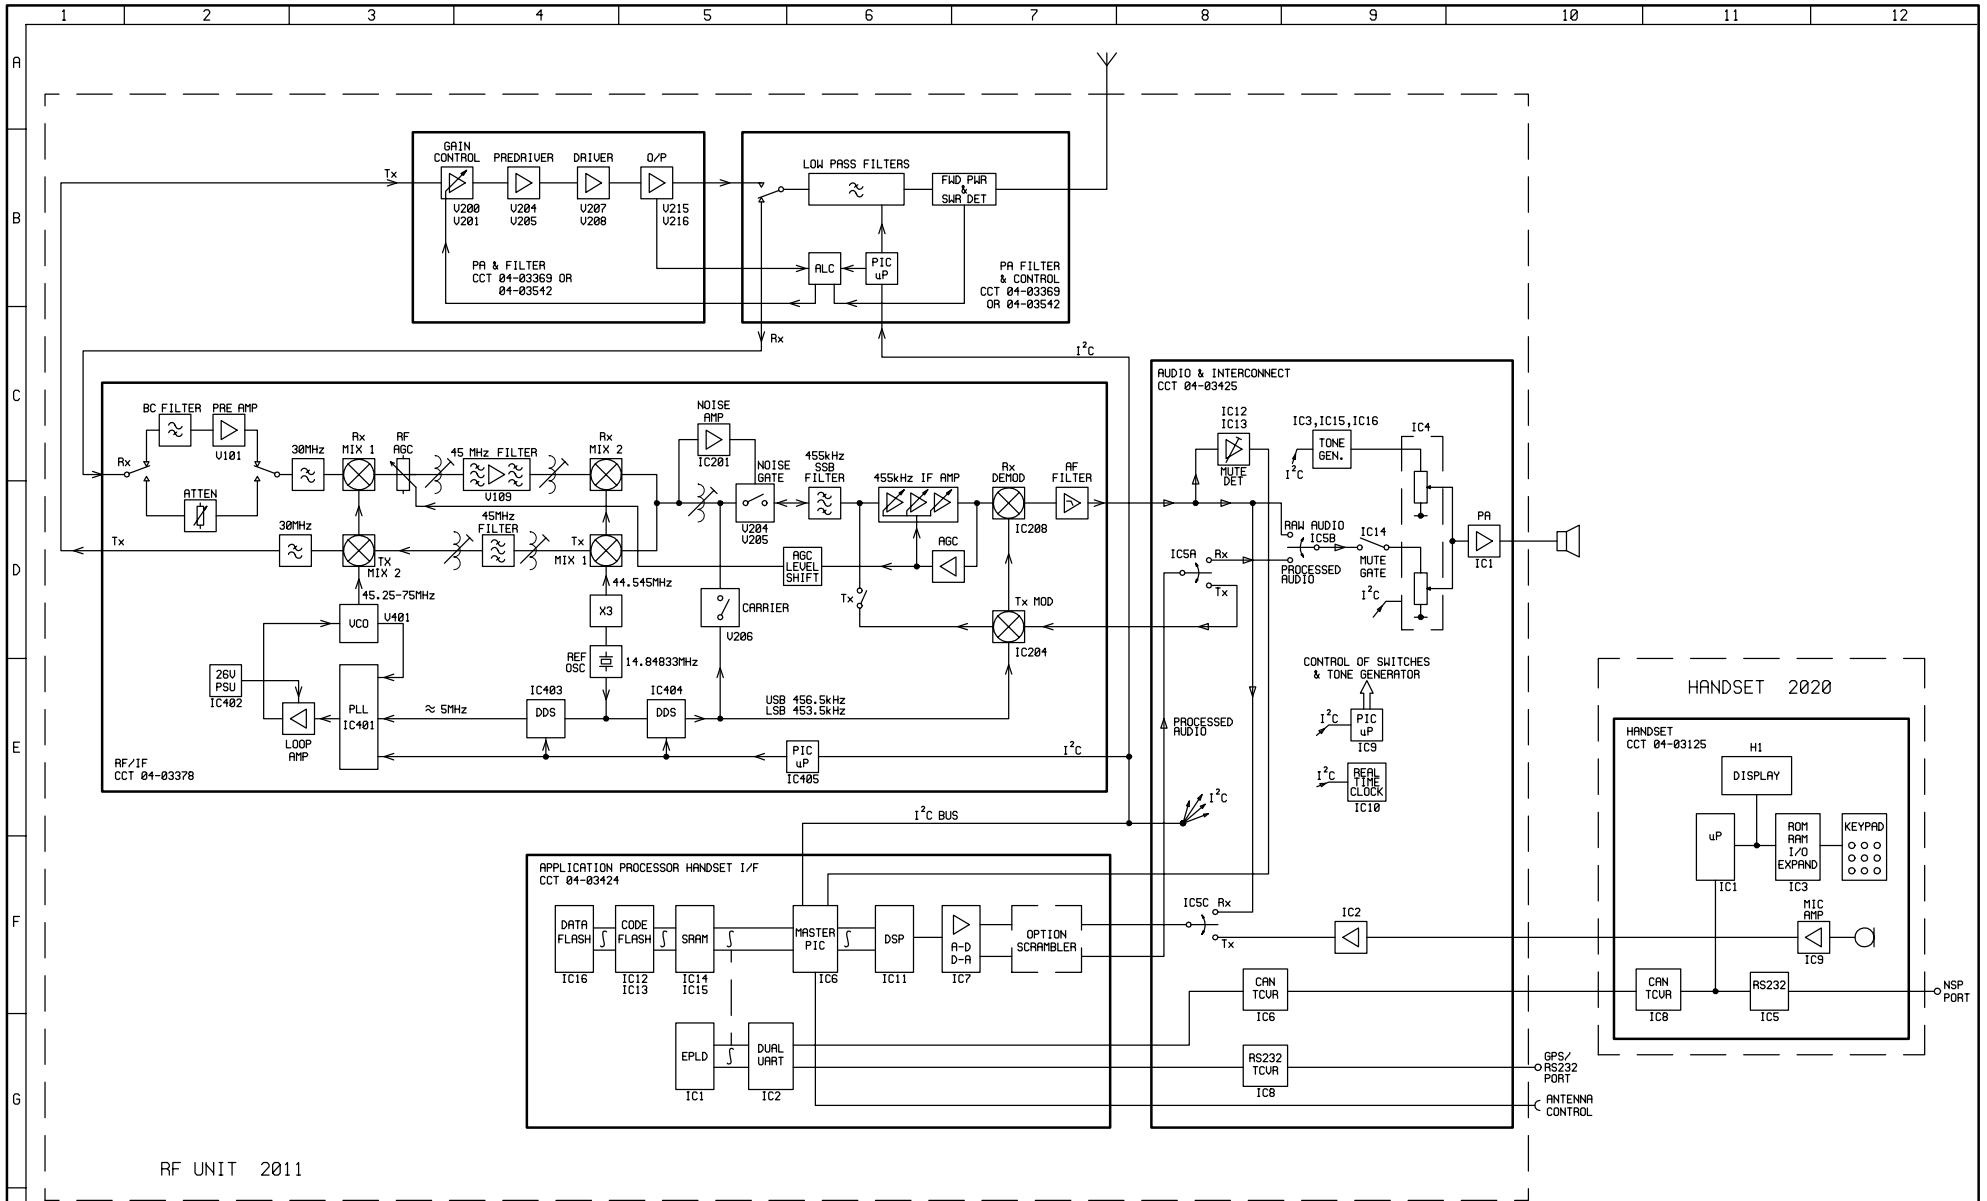 1 2 3 4 5 6 7 8 9 10 11 12
A
B
C
D
E
F
G
GAIN
CONTROL
V200
V201
PREDRIVER
V204
V205
DRIVER
V207
V208
O/P
V215
V216
Tx
PA & FILTER
CCT 04-03369 OR
04-03542
LOW PASS FILTERS
FWD PWR
&
SWR DET
ALC
PIC
uP
PA FILTER
& CONTROL
CCT 04-03369
OR 04-03542
Rx
I²C
BC FILTER
PRE AMP
V101
Rx
ATTEN
30MHz
Rx
MIX 1
RF
AGC
45 MHz FILTER
V109
Rx
MIX 2
NOISE
AMP
IC201
NOISE
GATE
V204
V205
455kHz
SSB
FILTER
455kHz IF AMP
Rx
DEMOD
IC208
AF
FILTER
Tx
30MHz
Tx
MIX 2
45MHz
FILTER
Tx
MIX 1
AGC
LEVEL
SHIFT
AGC
45.25-75MHz
VCO
V401
44.545MHz
X3
CARRIER
V206
Tx
Tx MOD
IC204
REF
OSC
14.84833MHz
26V
PSU
IC402
LOOP
AMP
PLL
IC401
≈ 5MHz
IC403
DDS
IC404
DDS
USB 456.5kHz
LSB 453.5kHz
PIC
uP
IC405
I²C
RF/IF
CCT 04-03378
AUDIO & INTERCONNECT
CCT 04-03425
IC12
IC13
MUTE
DET
IC3,IC15,IC16
TONE
GEN.
I²C
IC4
RAW AUDIO
IC5B
PROCESSED
AUDIO
IC14
MUTE
GATE
I²C
PA
IC1
IC5A
Rx
Tx
CONTROL OF SWITCHES
& TONE GENERATOR
I²C
PIC
uP
IC9
I²C
REAL
TIME
CLOCK
IC10
PROCESSED
AUDIO
I²C
I²C BUS
IC5C
Rx
Tx
IC2
CAN
TCVR
IC6
RS232
TCVR
IC8
APPLICATION PROCESSOR HANDSET I/F
CCT 04-03424
DATA
FLASH
IC16
CODE
FLASH
IC12
IC13
SRAM
IC14
IC15
MASTER
PIC
IC6
DSP
IC11
A-D
D-A
IC7
OPTION
SCRAMBLER
EPLD
IC1
DUAL
UART
IC2
HANDSET 2020
HANDSET
CCT 04-03125
H1
DISPLAY
uP
IC1
ROM
RAM
I/O
EXPAND
IC3
KEYPAD
MIC
AMP
IC9
CAN
TCVR
IC8
RS232
IC5
NSP
PORT
GPS/
RS232
PORT
ANTENNA
CONTROL
RF UNIT 2011